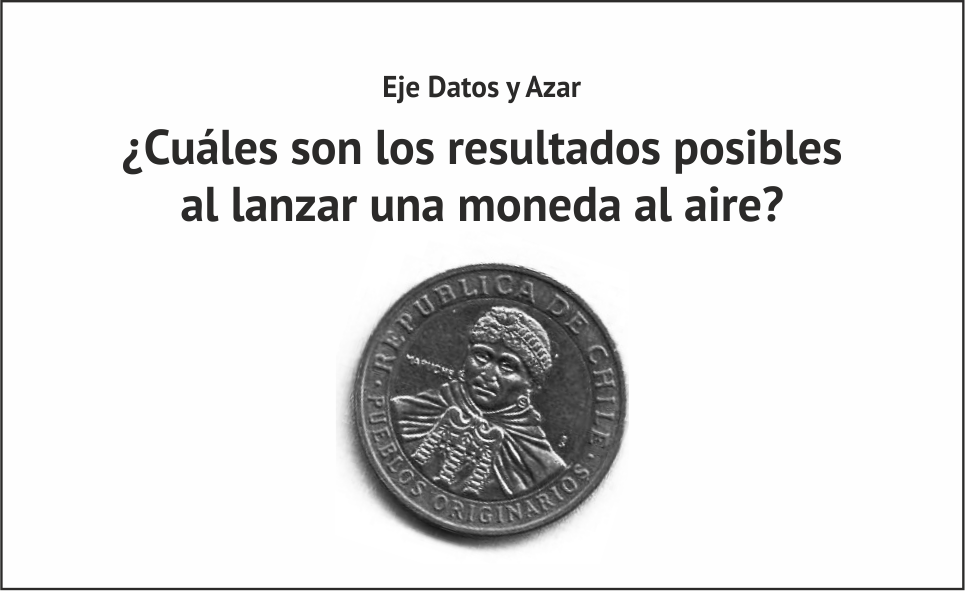 Eje Datos y Azar
¿Cuáles son los resultados posibles
al lanzar una moneda al aire?
REPUBLICA DE CHILE
MAPUCHE
PUEBLOS ORIGINARIOS